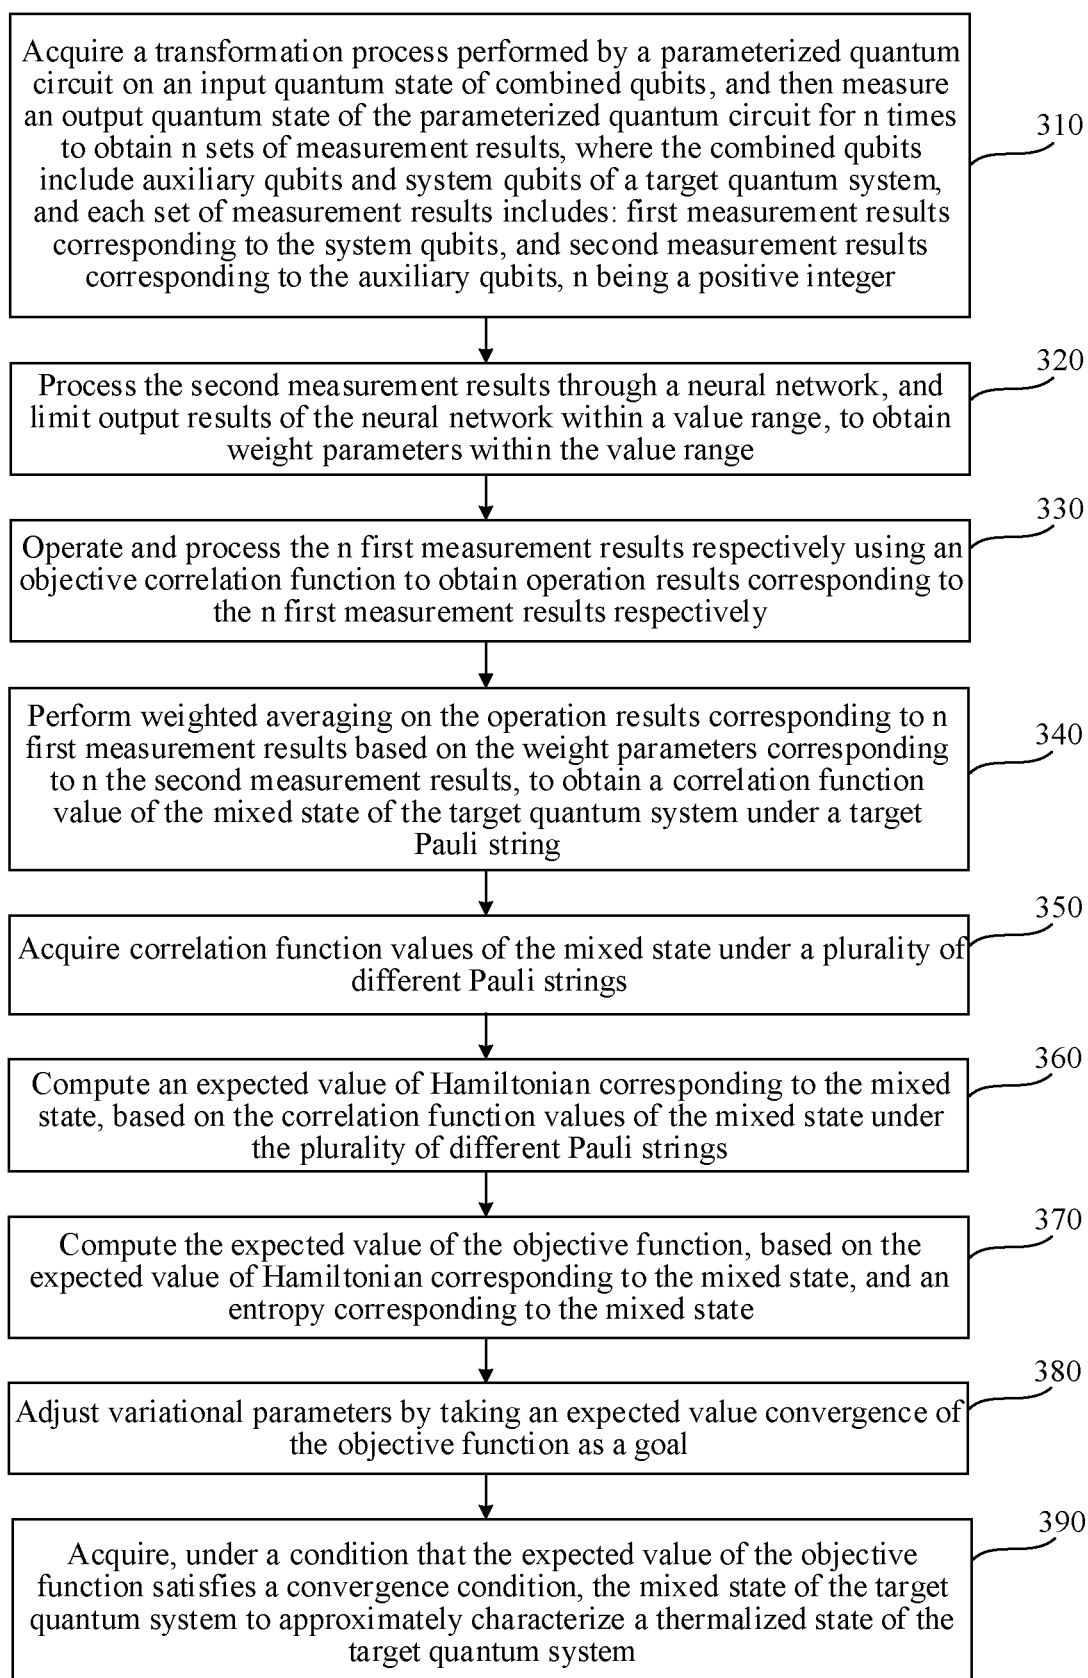 Acquire a transformation process performed by a parameterized quantum
circuit on an input quantum state of combined qubits, and then measure
an output quantum state of the parameterized quantum circuit for n times
to obtain n sets of measurement results, where the combined qubits
include auxiliary qubits and system qubits of a target quantum system,
and each set of measurement results includes: first measurement results
corresponding to the system qubits, and second measurement results
corresponding to the auxiliary qubits, n being a positive integer
310
Process the second measurement results through a neural network, and
limit output results of the neural network within a value range, to obtain
weight parameters within the value range
320
Operate and process the n first measurement results respectively using an
objective correlation function to obtain operation results corresponding to
the n first measurement results respectively
330
Perform weighted averaging on the operation results corresponding to n
first measurement results based on the weight parameters corresponding
to n the second measurement results, to obtain a correlation function
value of the mixed state of the target quantum system under a target
Pauli string
340
Acquire correlation function values of the mixed state under a plurality of
different Pauli strings
350
Compute an expected value of Hamiltonian corresponding to the mixed
state, based on the correlation function values of the mixed state under
the plurality of different Pauli strings
360
Compute the expected value of the objective function, based on the
expected value of Hamiltonian corresponding to the mixed state, and an
entropy corresponding to the mixed state
370
Adjust variational parameters by taking an expected value convergence of
the objective function as a goal
380
Acquire, under a condition that the expected value of the objective
function satisfies a convergence condition, the mixed state of the target
quantum system to approximately characterize a thermalized state of the
target quantum system
390